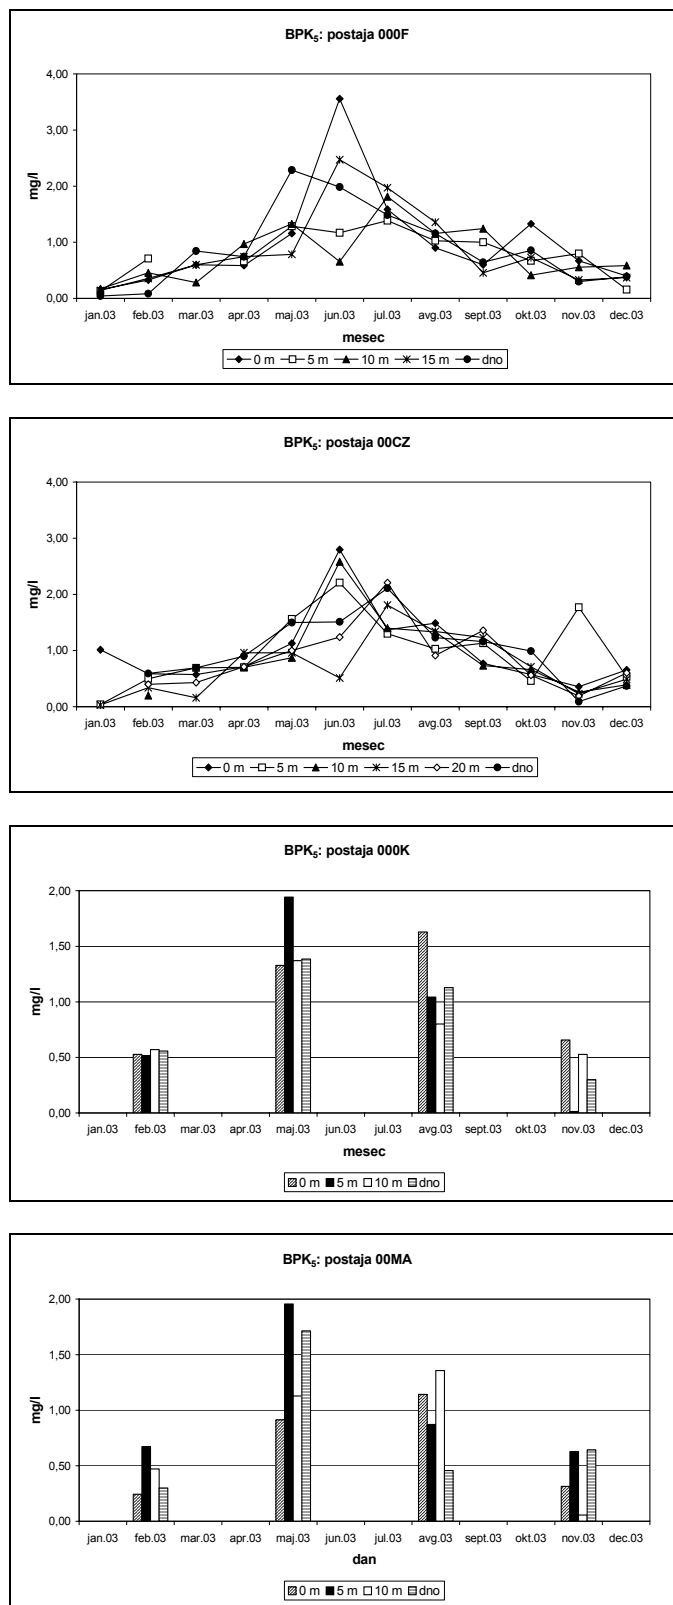 BPK₅: postaja 000F
4,00
3,00
2,00
1,00
0,00
mg/l
jan.03 feb.03 mar.03 apr.03 maj.03 jun.03 jul.03 avg.03 sept.03 okt.03 nov.03 dec.03
mesec
0 m 5 m 10 m 15 m dno
BPK₅: postaja 00CZ
4,00
3,00
2,00
1,00
0,00
mg/l
jan.03 feb.03 mar.03 apr.03 maj.03 jun.03 jul.03 avg.03 sept.03 okt.03 nov.03 dec.03
mesec
0 m 5 m 10 m 15 m 20 m dno
BPK₅: postaja 000K
2,00
1,50
1,00
0,50
0,00
mg/l
jan.03 feb.03 mar.03 apr.03 maj.03 jun.03 jul.03 avg.03 sept.03 okt.03 nov.03 dec.03
mesec
0 m 5 m 10 m dno
BPK₅: postaja 00MA
2,00
1,50
1,00
0,50
0,00
mg/l
jan.03 feb.03 mar.03 apr.03 maj.03 jun.03 jul.03 avg.03 sept.03 okt.03 nov.03 dec.03
dan
0 m 5 m 10 m dno